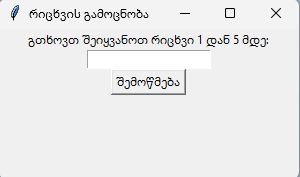 რიცხვის გამოცნობა
გთხოვთ შეიყვანოთ რიცხვი 1 დან 5 მდე:
შემოწმება